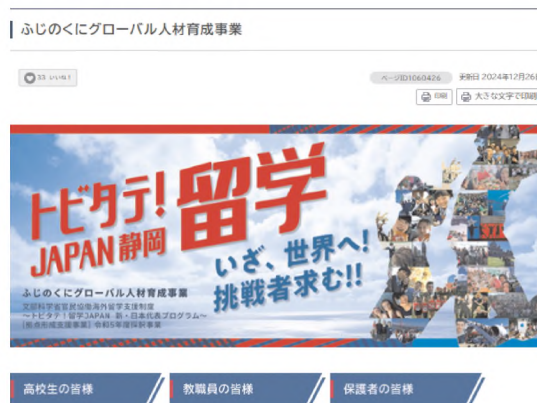 ふじのくにグローバル人材育成事業
33 いいね!
ページID1060426 更新日 2024年12月26日
印刷 大きな文字で印刷
トビタテ!留学
JAPAN静岡
いざ、世界へ!
挑戦者求む!!
ふじのくにグローバル人材育成事業
文部科学省官民協働海外留学支援制度
～トビタテ!留学JAPAN 新・日本代表プログラム～
【拠点形成支援事業】令和5年度採択事業
高校生の皆様 教職員の皆様 保護者の皆様